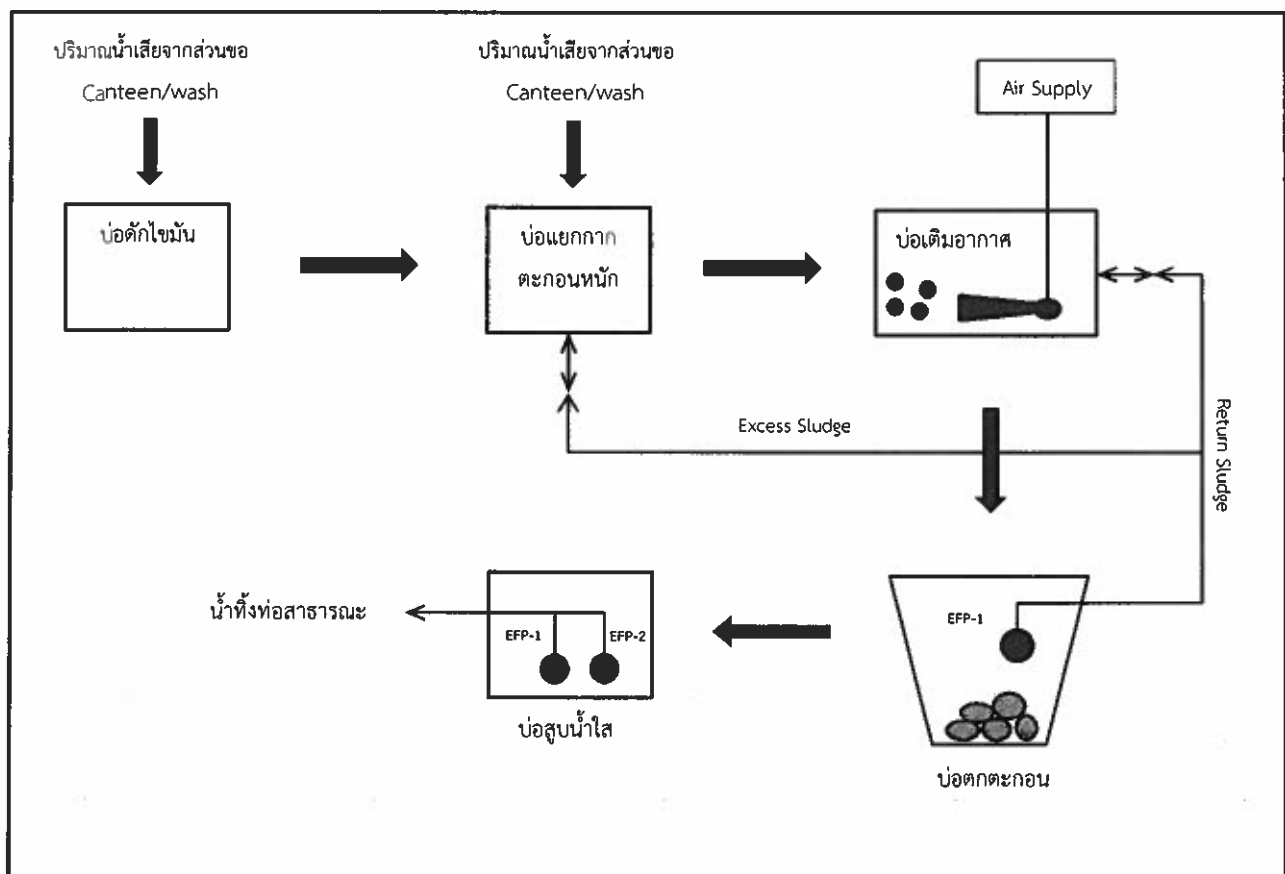 ปริมาณน้ำเสียจากส่วนขอ
Canteen/wash
ปริมาณน้ำเสียจากส่วนขอ
Canteen/wash
Air Supply
บ่อดักไขมัน
บ่อแยกกาก
ตะกอนหนัก
บ่อเติมอากาศ
Excess Sludge
Return Sludge
น้ำทิ้งท่อสาธารณะ
EFP-1
EFP-2
บ่อสูบน้ำใส
EFP-1
บ่อตกตะกอน